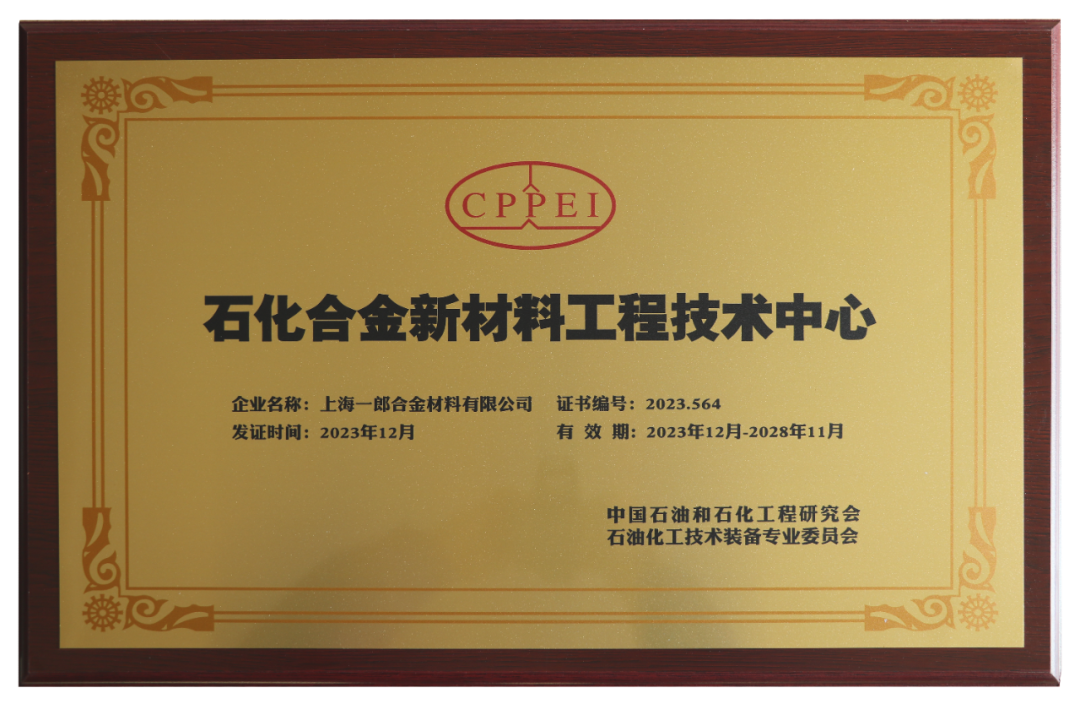 CPPEI
石化合金新材料工程技术中心
企业名称：上海一郎合金材料有限公司 证书编号：2023.564
发证时间：2023年12月 有 效 期：2023年12月-2028年11月
中国石油和石化工程研究会
石油化工技术装备专业委员会